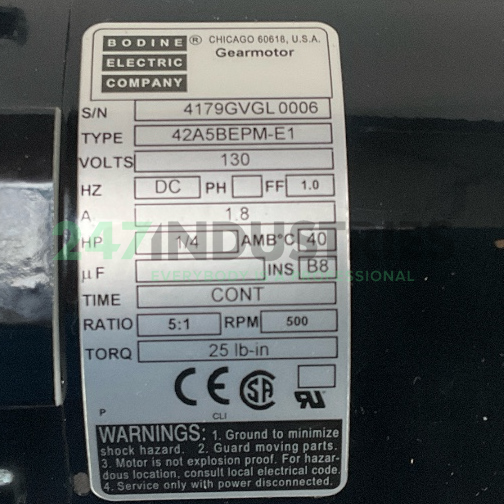 BODINE ® CHICAGO 60618, U.S.A.
ELECTRIC Gearmotor
COMPANY
S/N 4179GVGL0006
TYPE 42A5BEPM-E1
VOLTS 130
HZ DC PH FF 1.0
A 1.8
HP 1/4 AMB°C 40
µF INS B8
TIME CONT
RATIO 5:1 RPM 500
TORQ 25 lb-in
CE SA
P CLI
WARNINGS: 1. Ground to minimize
shock hazard. 2. Guard moving parts.
3. Motor is not explosion proof. For hazar-
dous location, consult local electrical code.
4. Service only with power disconnected.
247INDUSTRIES
EVERYBODY IS A PROFESSIONAL